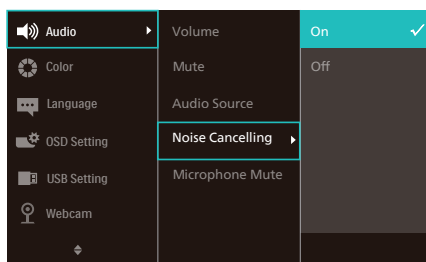 Audio
Color
Language
OSD Setting
USB Setting
Webcam
Volume
Mute
Audio Source
Noise Cancelling
Microphone Mute
On
Off